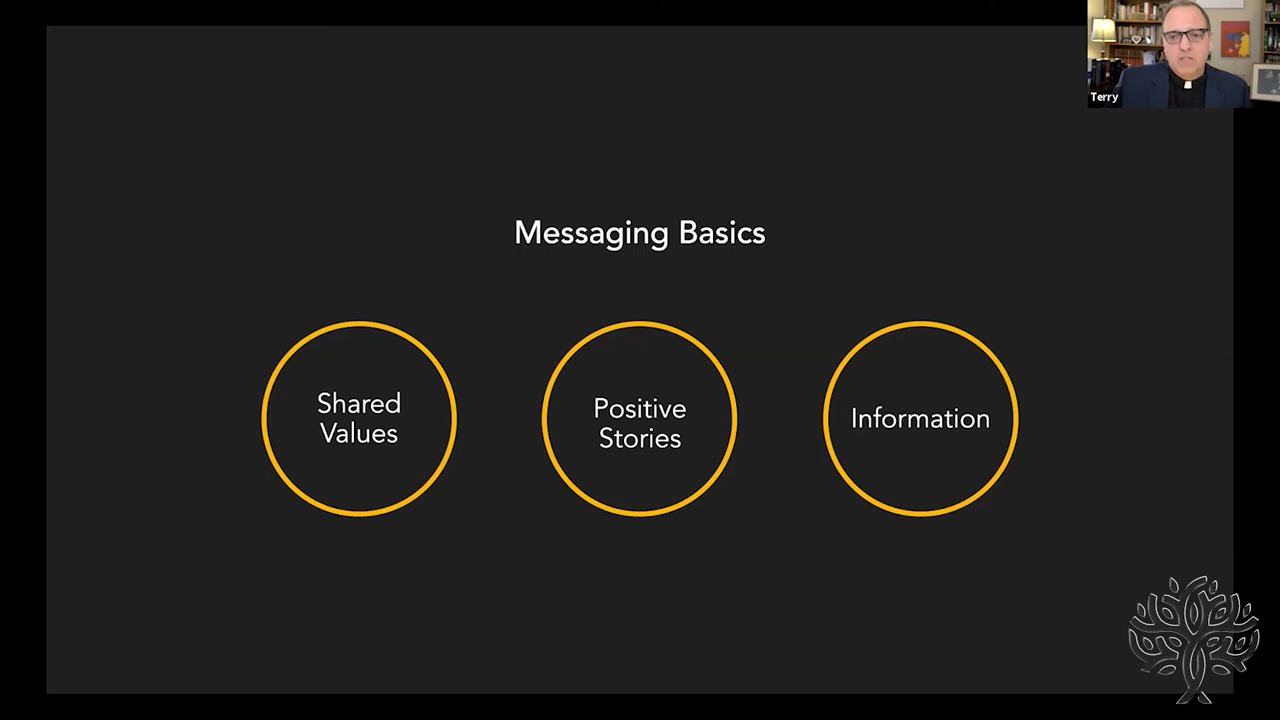 Terry
Messaging Basics
Shared
Values
Positive
Stories
Information